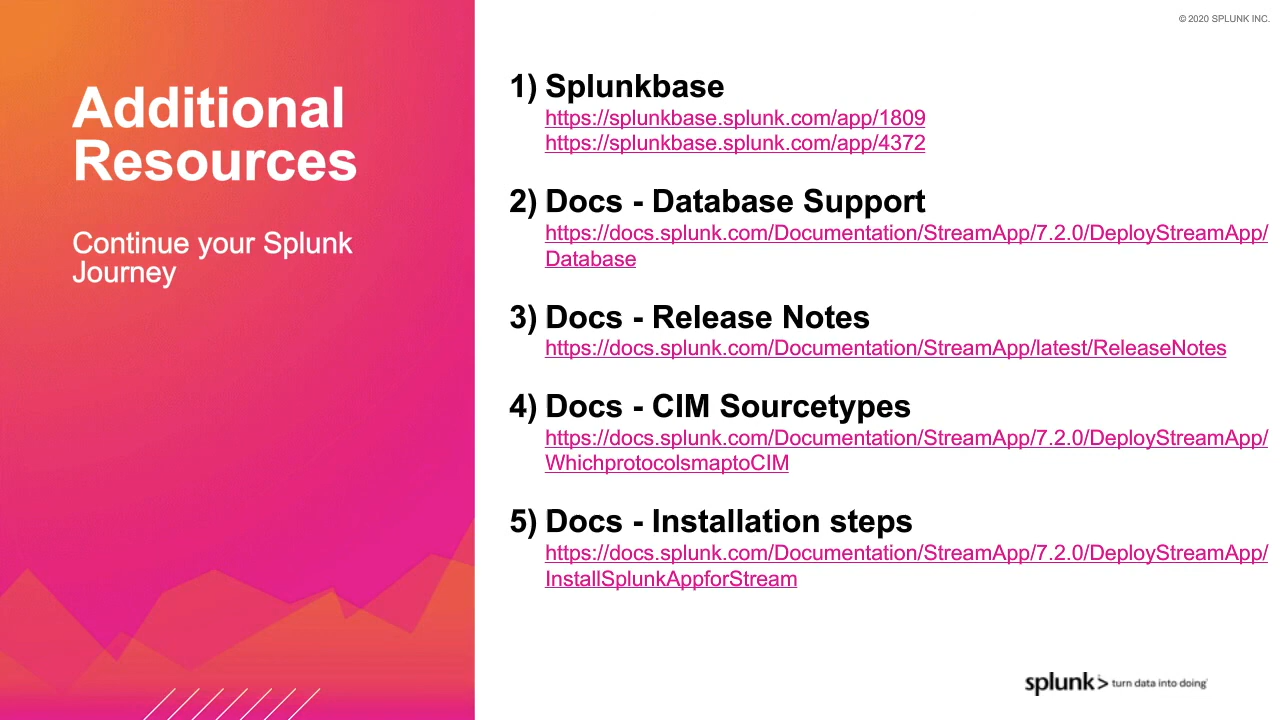 © 2020 SPLUNK INC.
Additional
Resources
Continue your Splunk
Journey
1) Splunkbase
https://splunkbase.splunk.com/app/1809
https://splunkbase.splunk.com/app/4372
2) Docs - Database Support
https://docs.splunk.com/Documentation/StreamApp/7.2.0/DeployStreamApp/
Database
3) Docs - Release Notes
https://docs.splunk.com/Documentation/StreamApp/latest/ReleaseNotes
4) Docs - CIM Sourcetypes
https://docs.splunk.com/Documentation/StreamApp/7.2.0/DeployStreamApp/
WhichprotocolsmaptoCIM
5) Docs - Installation steps
https://docs.splunk.com/Documentation/StreamApp/7.2.0/DeployStreamApp/
InstallSplunkAppforStream
splunk> turn data into doing